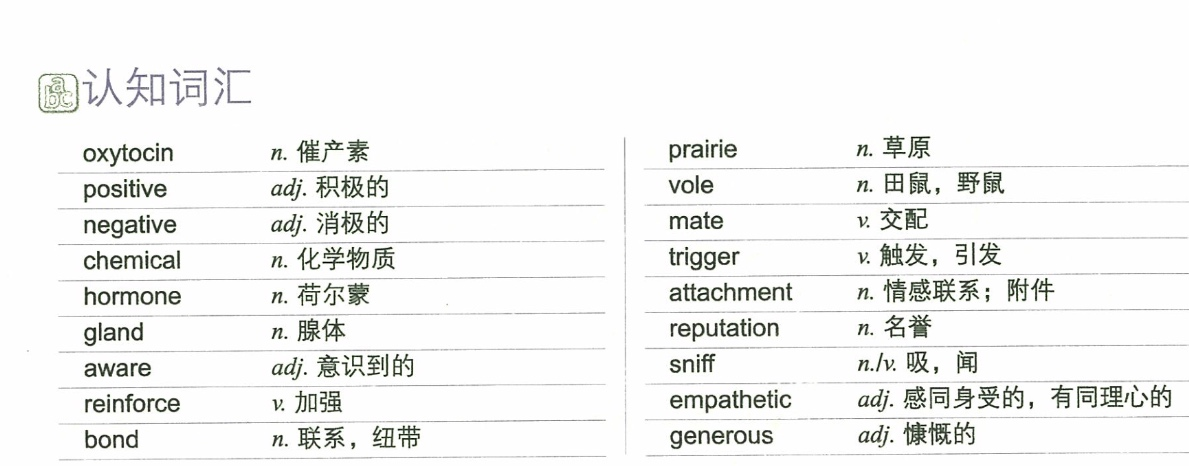 abc 认知词汇
oxytocin n. 催产素
positive adj. 积极的
negative adj. 消极的
chemical n. 化学物质
hormone n. 荷尔蒙
gland n. 腺体
aware adj. 意识到的
reinforce v. 加强
bond n. 联系，纽带
prairie n. 草原
vole n. 田鼠，野鼠
mate v. 交配
trigger v. 触发，引发
attachment n. 情感联系；附件
reputation n. 名誉
sniff n./v. 吸，闻
empathetic adj. 感同身受的，有同理心的
generous adj. 慷慨的